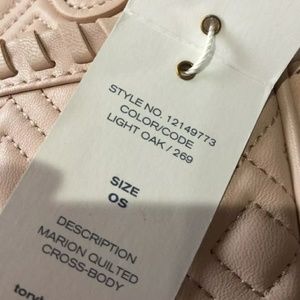 STYLE NO. 12149773
COLOR/CODE
LIGHT OAK / 269
SIZE
OS
DESCRIPTION
MARION QUILTED
CROSS-BODY